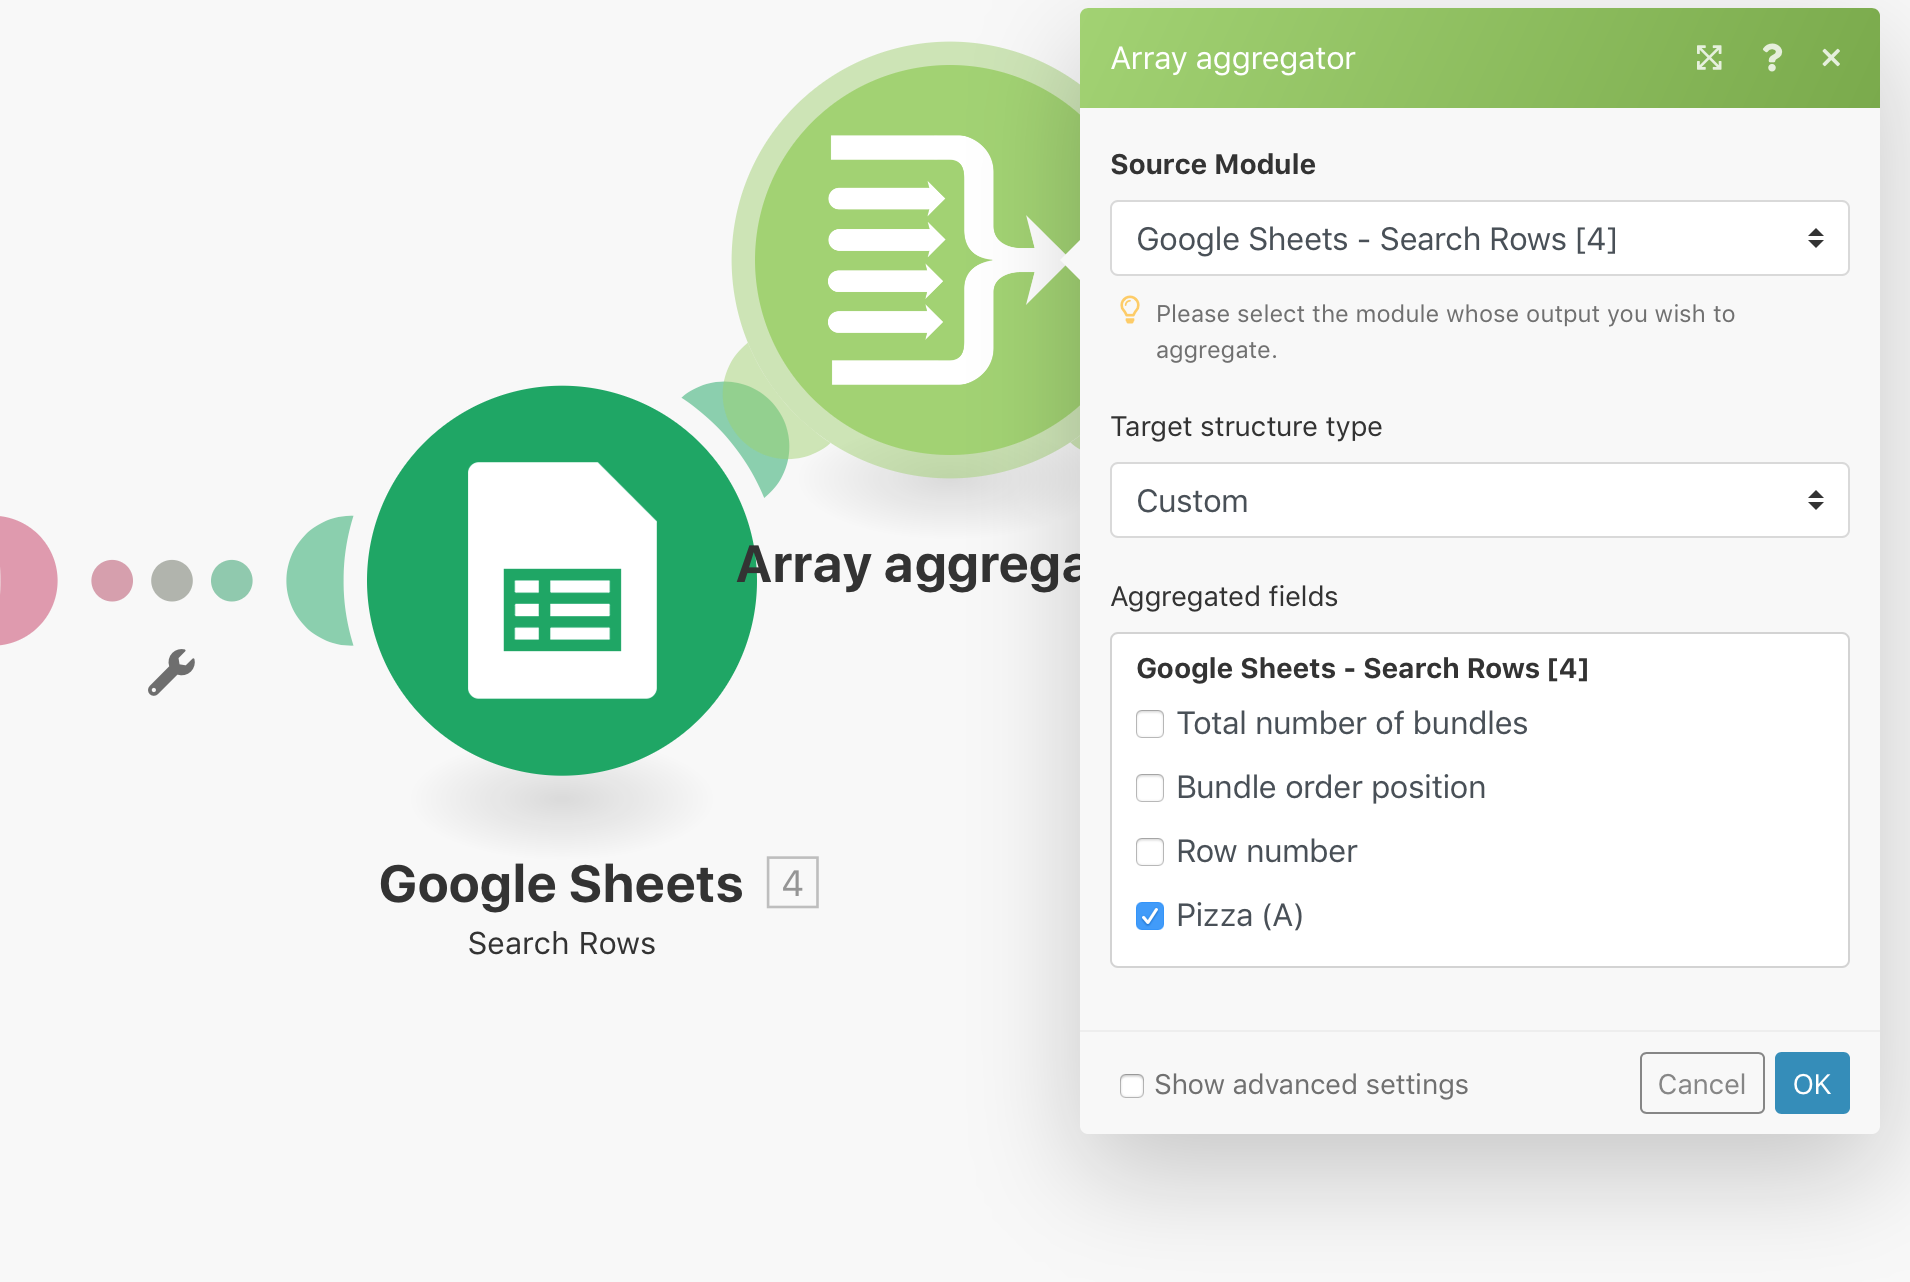 Array aggregator
?
Source Module
Google Sheets - Search Rows [4]
Please select the module whose output you wish to
aggregate.
Target structure type
Custom
Aggregated fields
Google Sheets - Search Rows [4]
Total number of bundles
Bundle order position
Row number
Pizza (A)
Show advanced settings
Cancel
OK
Array aggrega
Google Sheets 4
Search Rows